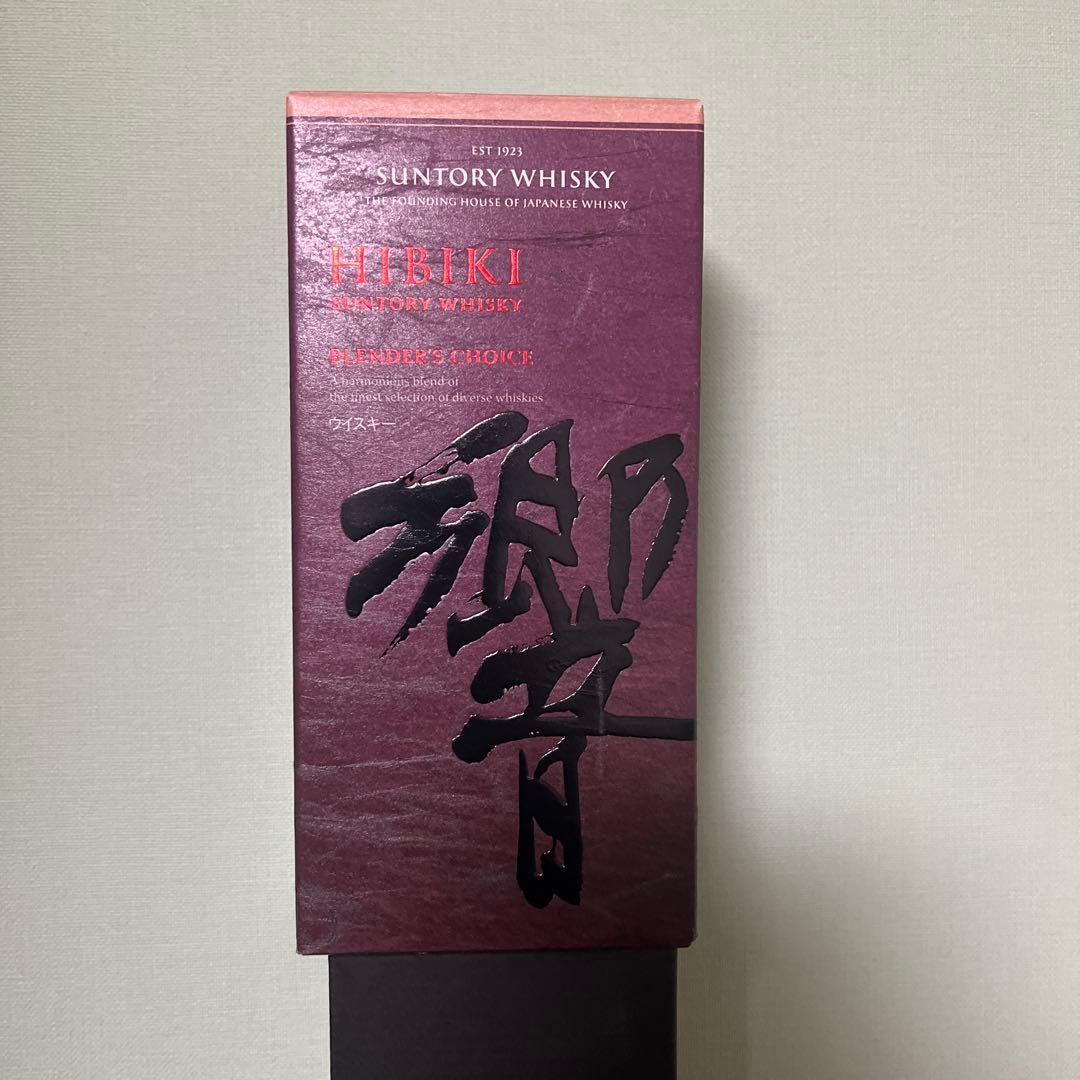 EST 1923
SUNTORY WHISKY
THE FOUNDING HOUSE OF JAPANESE WHISKY
HIBIKI
SUNTORY WHISKY
BLENDER'S CHOICE
A harmonious blend of
the finest selection of diverse whiskies
ウイスキー
響